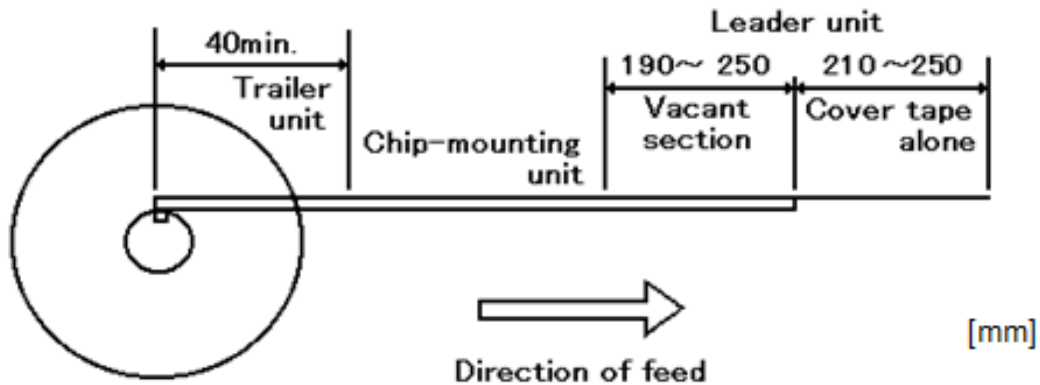 Leader unit
40min.
190～ 250
210 ～250
Trailer
unit
Vacant
section
Cover tape
alone
Chip-mounting
unit
[mm]
Direction of feed